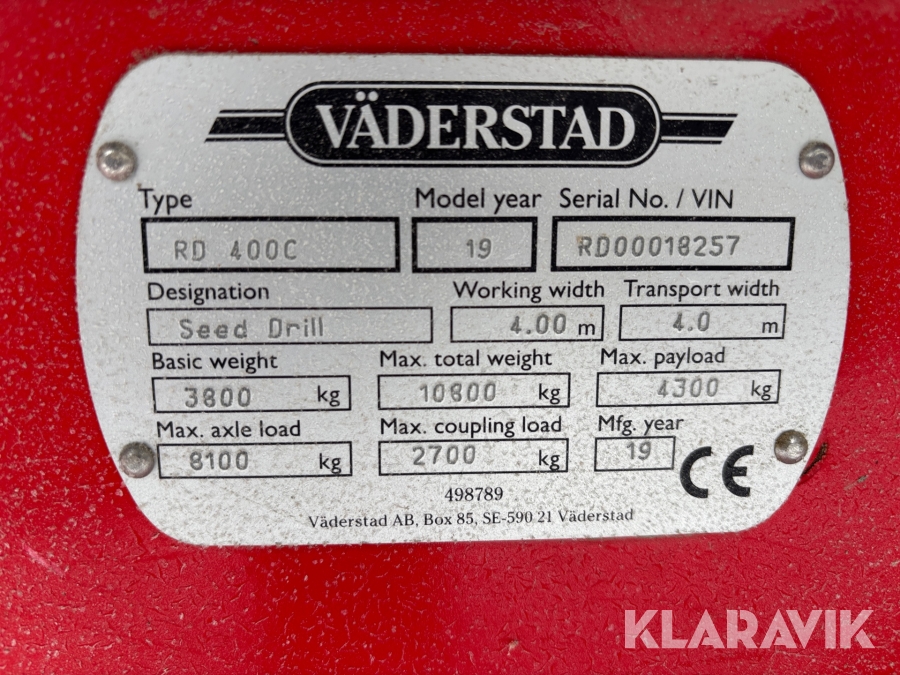 VÄDERSTAD
Type Model year Serial No. / VIN
RD 400C 19 RD00018257
Designation Working width Transport width
Seed Drill 4.00 m 4.0 m
Basic weight Max. total weight Max. payload
3800 kg 10800 kg 4300 kg
Max. axle load Max. coupling load Mfg. year
8100 kg 2700 kg 19
CE
498789
Väderstad AB, Box 85, SE-590 21 Väderstad
KLARAVIK